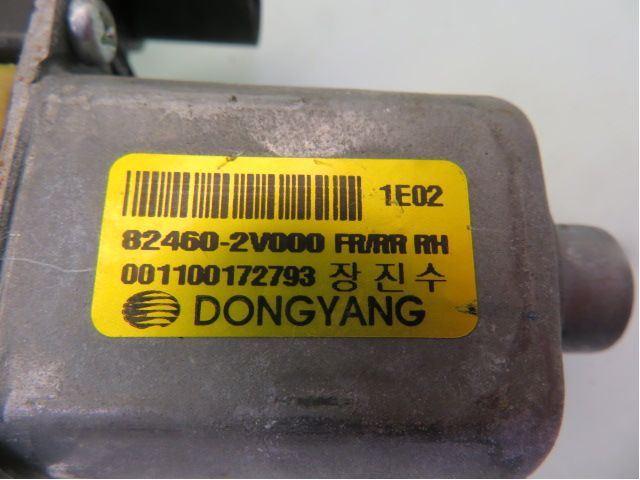 1E02
82460-2V000 FR/RR RH
001100172793 장진수
DONGYANG